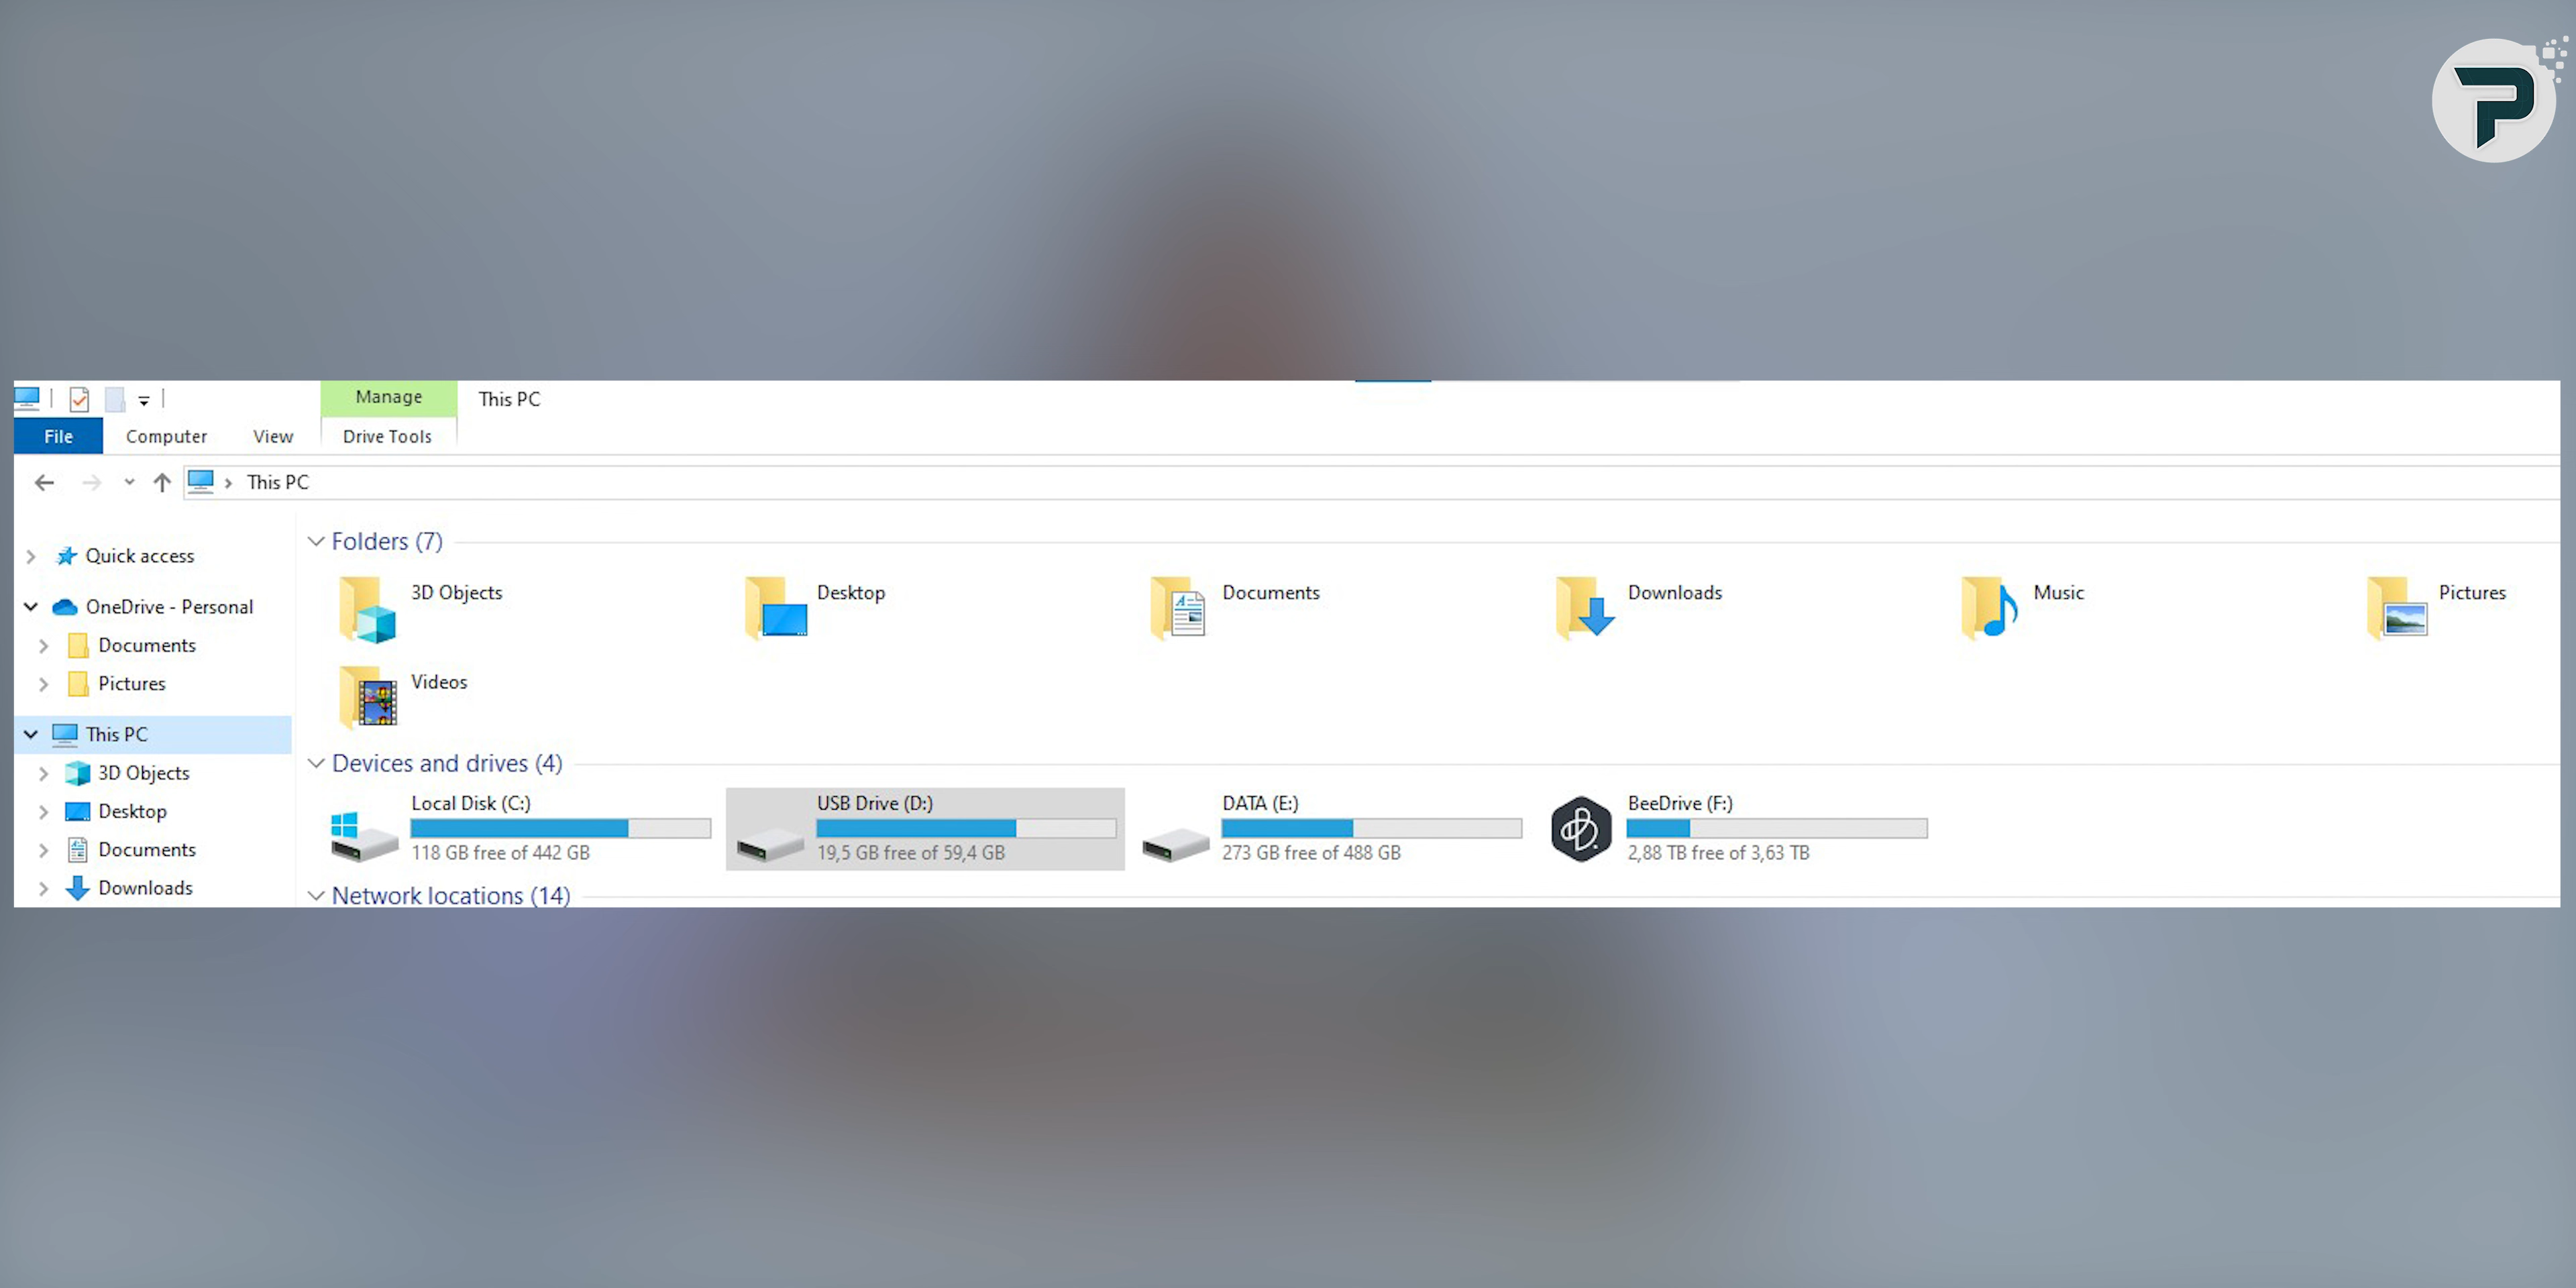 Manage
This PC
File
Computer
View
Drive Tools
This PC
Quick access
OneDrive - Personal
Documents
Pictures
This PC
3D Objects
Desktop
Documents
Downloads
Folders (7)
3D Objects
Desktop
Documents
Downloads
Music
Pictures
Videos
Devices and drives (4)
Local Disk (C:)
118 GB free of 442 GB
USB Drive (D:)
19,5 GB free of 59,4 GB
DATA (E:)
273 GB free of 488 GB
BeeDrive (F:)
2,88 TB free of 3,63 TB
Network locations (14)